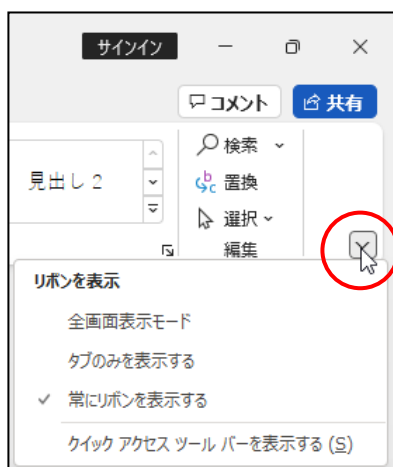 サインイン
コメント
共有
検索
見出し 2
置換
選択
編集
リボンを表示
全画面表示モード
タブのみを表示する
常にリボンを表示する
クイック アクセス ツール バーを表示する (S)